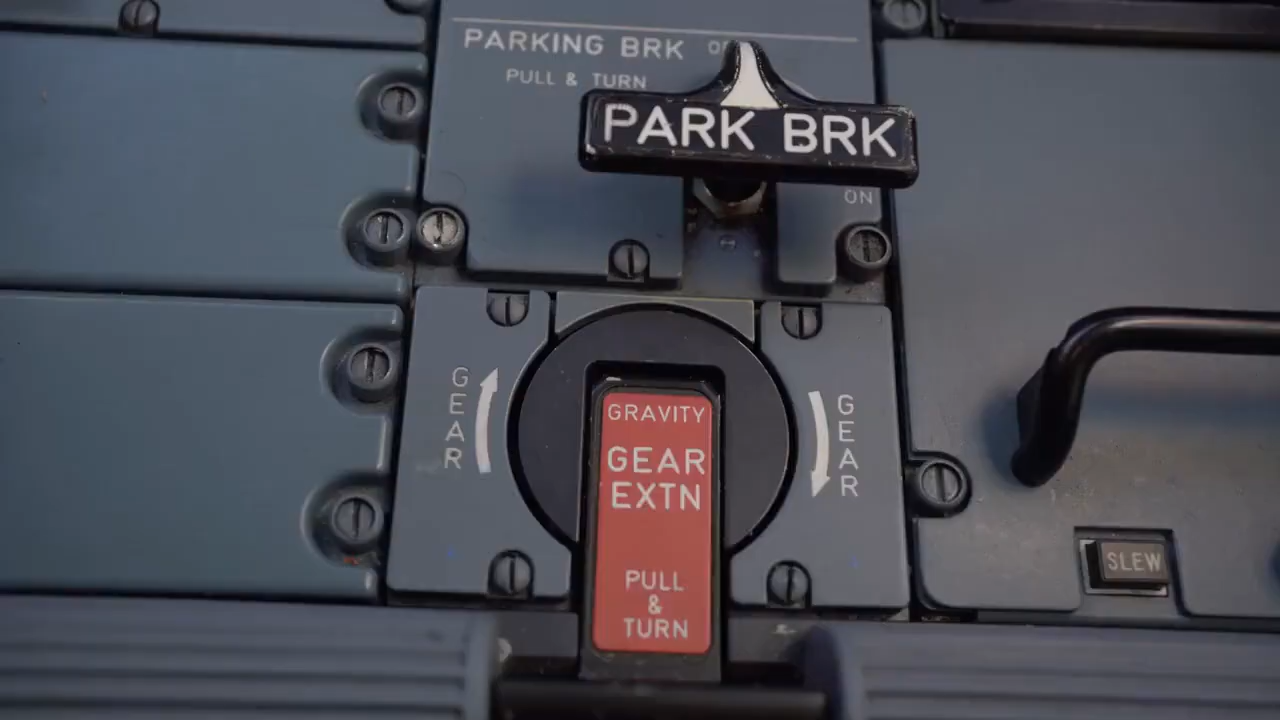 PARKING BRK
PULL & TURN
PARK BRK
ON
GEAR
GRAVITY
GEAR
EXTN
PULL
&
TURN
GEAR
SLEW